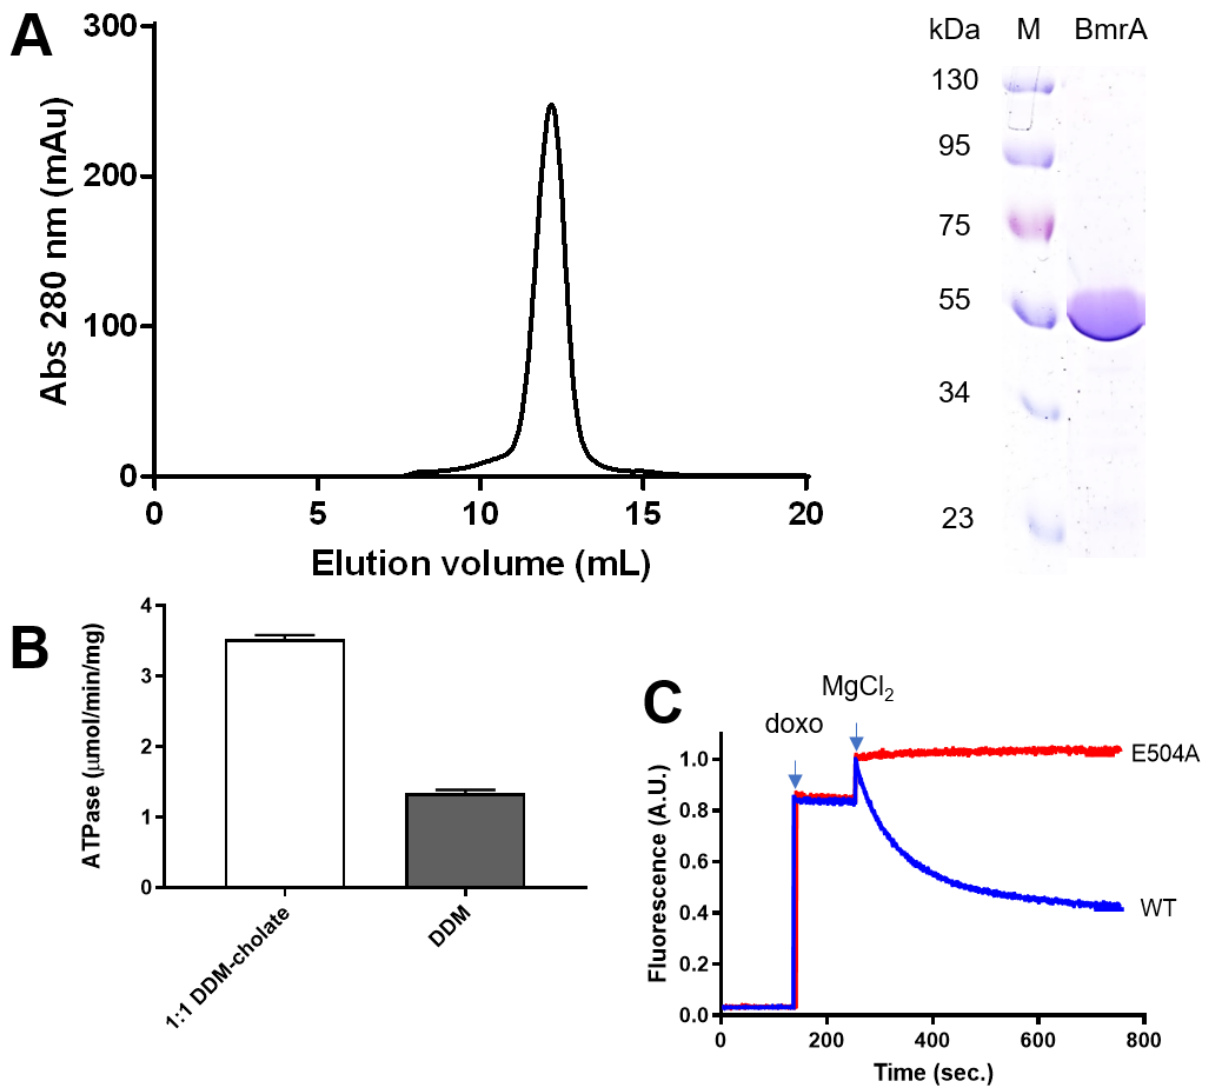 A
300
200
100
0
Abs 280 nm (mAu)
0 5 10 15 20
Elution volume (mL)
kDa M BmrA
130
95
75
55
34
23
B
4
3
2
1
0
ATPase (μmol/min/mg)
1:1 DDM-cholate
DDM
C
MgCl₂
doxo
1.0
0.8
0.6
0.4
0.2
0.0
Fluorescence (A.U.)
E504A
WT
0 200 400 600 800
Time (sec.)